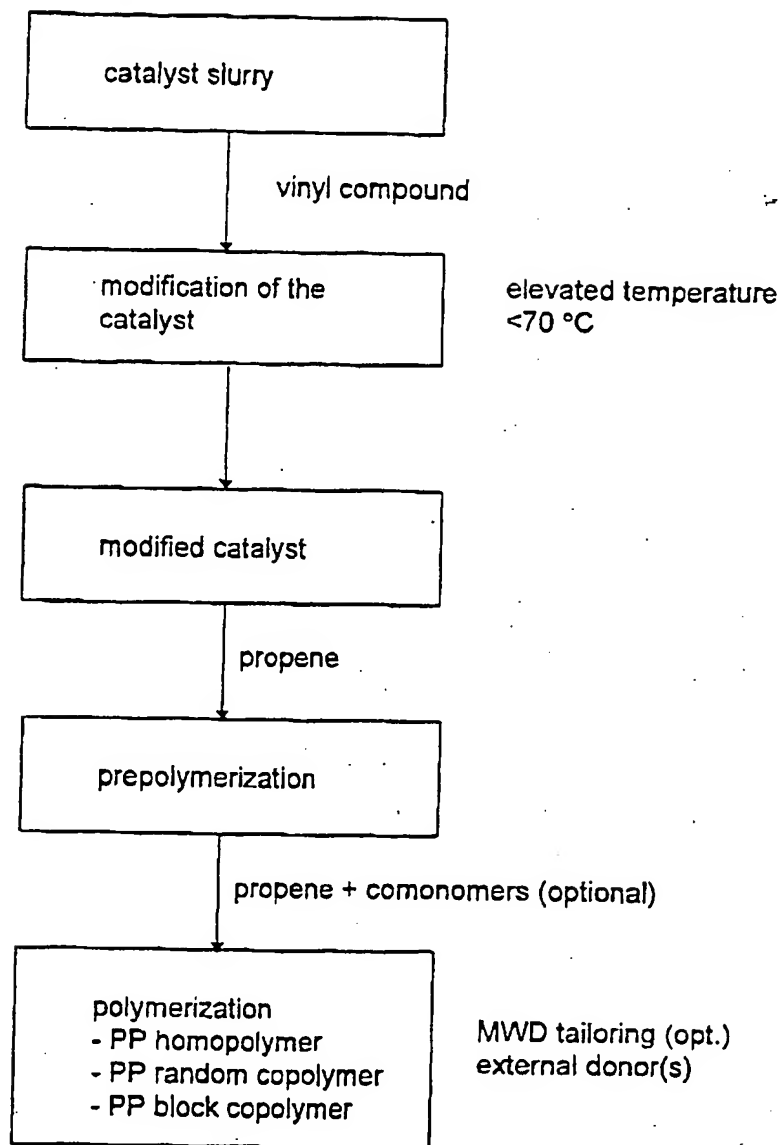 catalyst slurry
vinyl compound
modification of the
catalyst
elevated temperature
<70 °C
modified catalyst
propene
prepolymerization
propene + comonomers (optional)
polymerization
- PP homopolymer
- PP random copolymer
- PP block copolymer
MWD tailoring (opt.)
external donor(s)